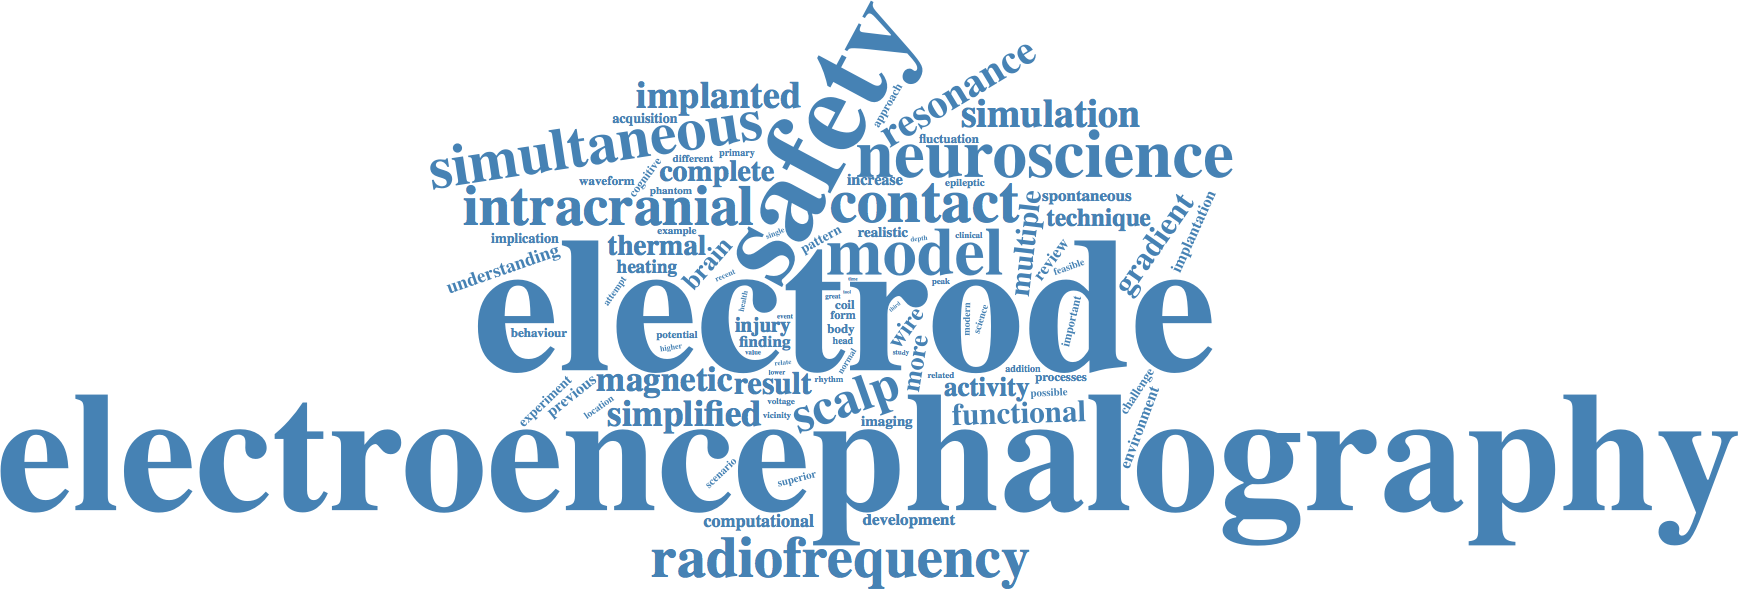 safety
resonance
approach
implanted
acquisition
simultaneous
simulation
fluctuation
neuroscience
primary
different
cognitive
complete
waveform
phantom
increase
epileptic
intracranial
contact
spontaneous
technique
multiple
gradient
implantation
example
implication
thermal
single
pattern
realistic
depth
clinical
model
review
feasible
understanding
heating
brain
recent
attempt
time
peak
electrode
health
great
tool
coil
third
form
event
injury
body
wire
modern
science
important
behaviour
potential
finding
head
higher
value
study
normal
relate
lower
rhythm
more
related
addition
processes
magnetic
result
activity
possible
experiment
previous
location
voltage
scalp
challenge
simplified
vicinity
imaging
functional
environment
electroencephalography
scenario
superior
computational
development
radiofrequency